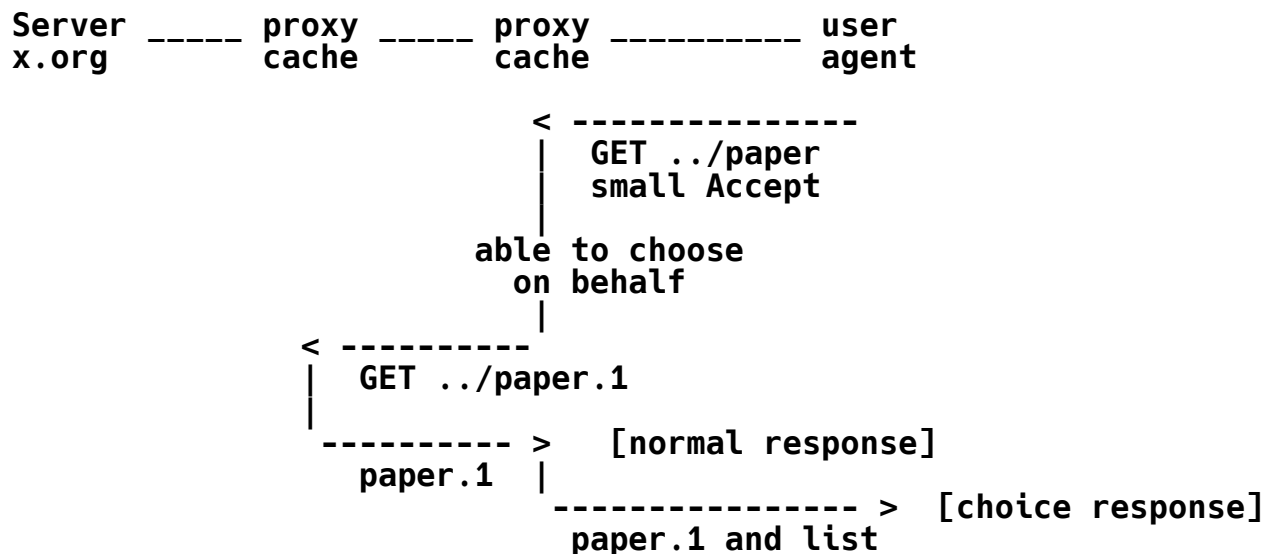 Server _____ proxy _____ proxy __________ user
x.org        cache       cache            agent
< ---------------
|  GET ../paper
|  small Accept
|
able to choose
on behalf
|
< ----------
|  GET ../paper.1
|
---------- >   [normal response]
paper.1  |
---------------- >  [choice response]
paper.1 and list